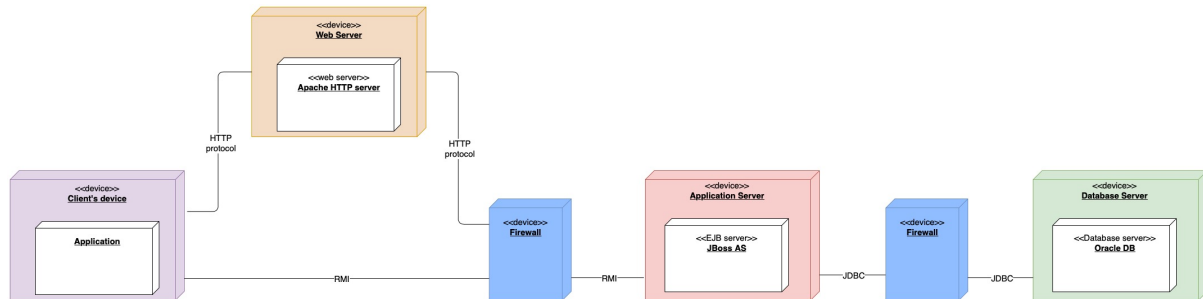 <<device>>
Web Server
<<web server>>
Apache HTTP server
HTTP
protocol
HTTP
protocol
<<device>>
Client's device
Application
RMI
<<device>>
Firewall
RMI
<<device>>
Application Server
<<EJB server>>
JBoss AS
JDBC
<<device>>
Firewall
JDBC
<<device>>
Database Server
<<Database server>>
Oracle DB